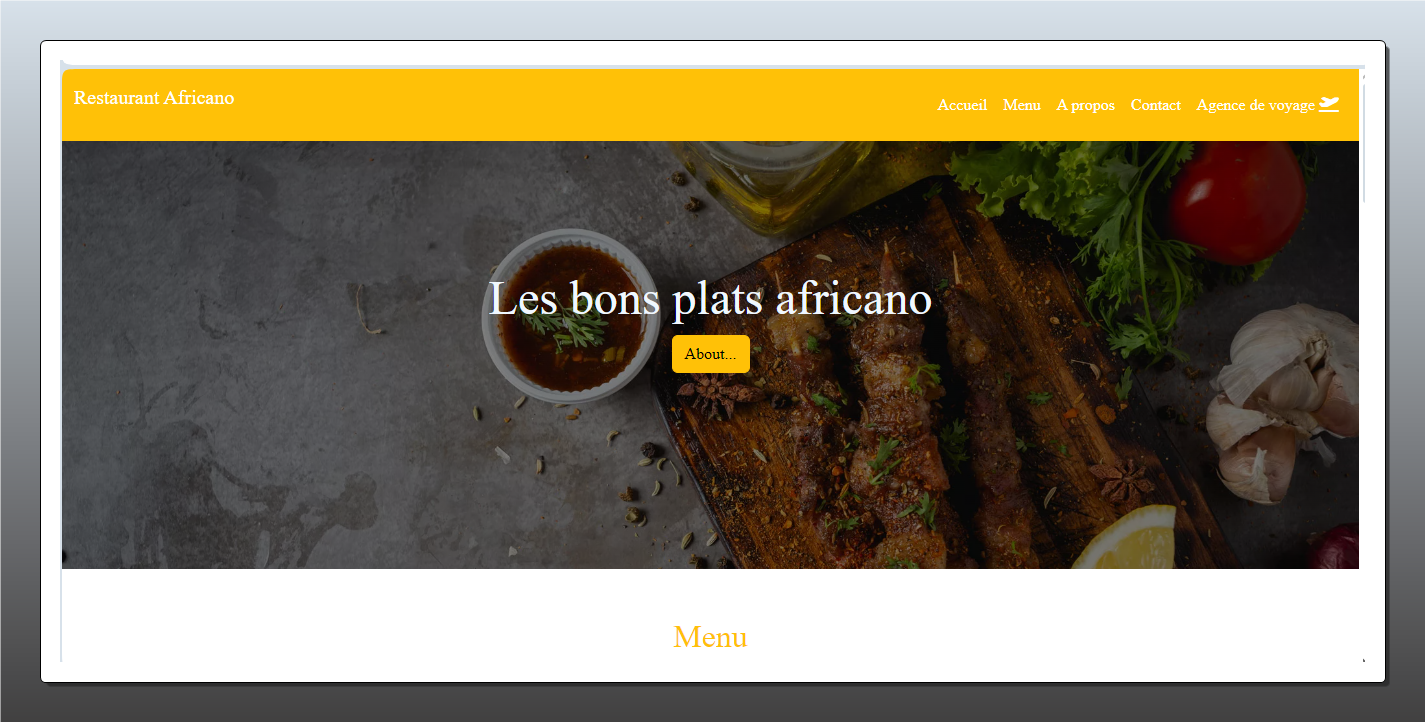 Restaurant Africano
Accueil Menu A propos Contact Agence de voyage
Les bons plats africano
About...
Menu